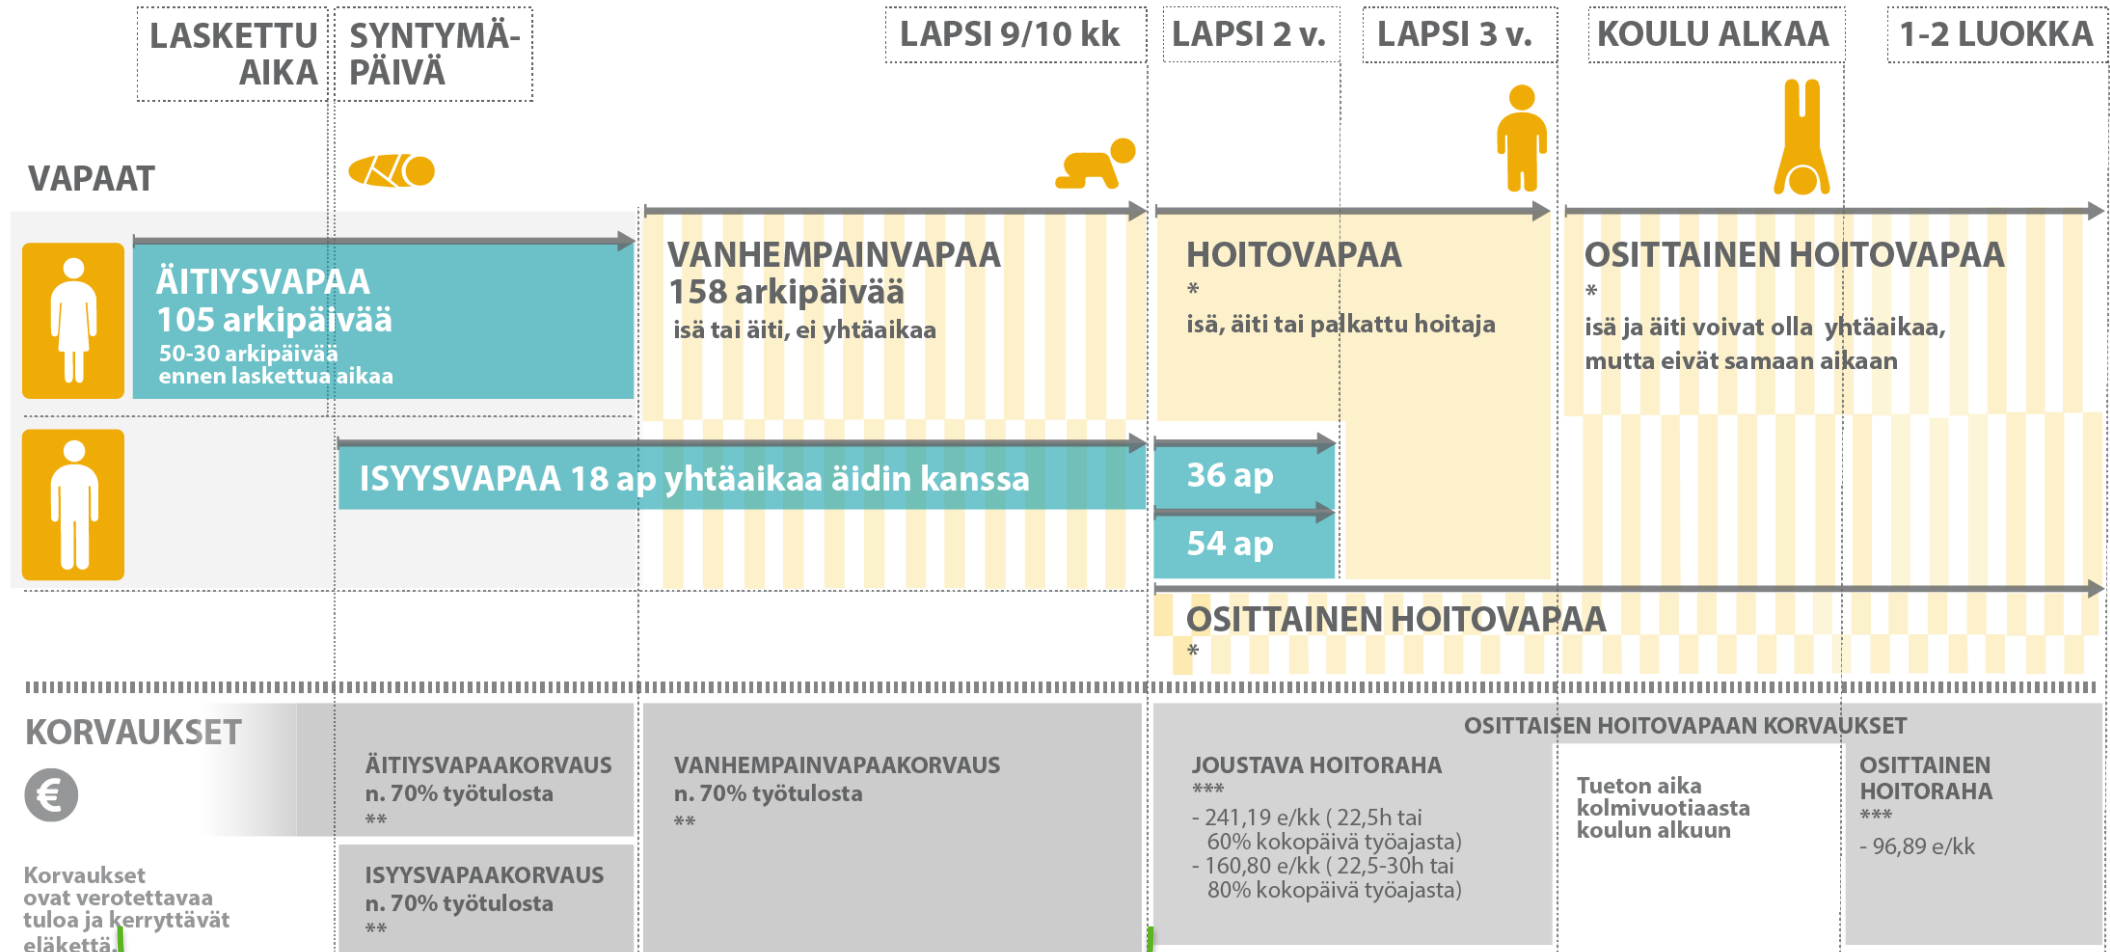 LASKETTU
AIKA
SYNTYMÄ-
PÄIVÄ
LAPSI 9/10 kk
LAPSI 2 v.
LAPSI 3 v.
KOULU ALKAA
1-2 LUOKKA
VAPAAT
ÄITIYSVAPAA
105 arkipäivää
50-30 arkipäivää
ennen laskettua aikaa
VANHEMPAINVAPAA
158 arkipäivää
isä tai äiti, ei yhtäaikaa
HOITOVAPAA
*
isä, äiti tai palkattu hoitaja
OSITTAINEN HOITOVAPAA
*
isä ja äiti voivat olla yhtäaikaa,
mutta eivät samaan aikaan
ISYYSVAPAA 18 ap yhtäaikaa äidin kanssa
36 ap
54 ap
OSITTAINEN HOITOVAPAA
*
KORVAUKSET
€
Korvaukset
ovat verotettavaa
tuloa ja kerryttävät
eläkettä.
ÄITIYSVAPAAKORVAUS
n. 70% työtulosta
**
ISYYSVAPAAKORVAUS
n. 70% työtulosta
**
VANHEMPAINVAPAAKORVAUS
n. 70% työtulosta
**
OSITTAISEN HOITOVAPAAN KORVAUKSET
JOUSTAVA HOITORAHA
***
- 241,19 e/kk ( 22,5h tai
60% kokopäivä työajasta)
- 160,80 e/kk ( 22,5-30h tai
80% kokopäivä työajasta)
Tueton aika
kolmivuotiaasta
koulun alkuun
OSITTAINEN
HOITORAHA
***
- 96,89 e/kk